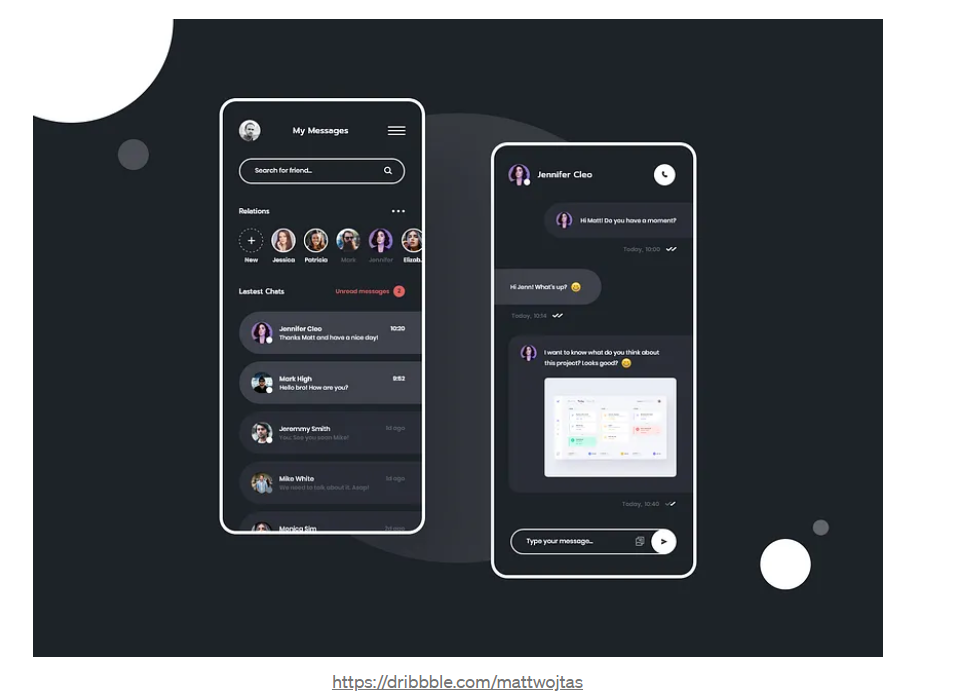 My Messages
Search for friend...
Relations
New
Jessica
Patricia
Mark
Jennifer
Elizab..
Lastest Chats
Unread messages 2
Jennifer Cleo 10:20
Thanks Matt and have a nice day!
Mark High 8:52
Hello bro! How are you?
Jeremmy Smith 1d ago
You: See you soon Mike!
Mike White 1d ago
We need to talk about it. Asap!
Monica Sim
Jennifer Cleo
Hi Matt! Do you have a moment?
Today, 10:00
Hi Jenn! What's up? 😀
Today, 10:14
I want to know what do you think about
this project? Looks good? 😀
Today, 10:40
Type your message...
https://dribbble.com/mattwojtas